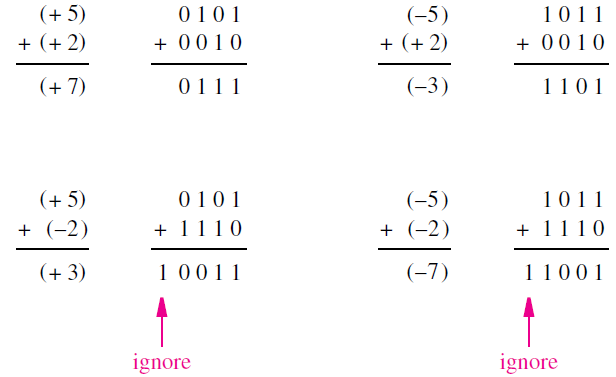 (+ 5) 0 1 0 1 (–5) 1 0 1 1
+ (+ 2) + 0 0 1 0 + (+ 2) + 0 0 1 0
(+ 7) 0 1 1 1 (–3) 1 1 0 1
(+ 5) 0 1 0 1 (–5) 1 0 1 1
+ (–2) + 1 1 1 0 + (–2) + 1 1 1 0
(+ 3) 1 0 0 1 1 (–7) 1 1 0 0 1
ignore ignore